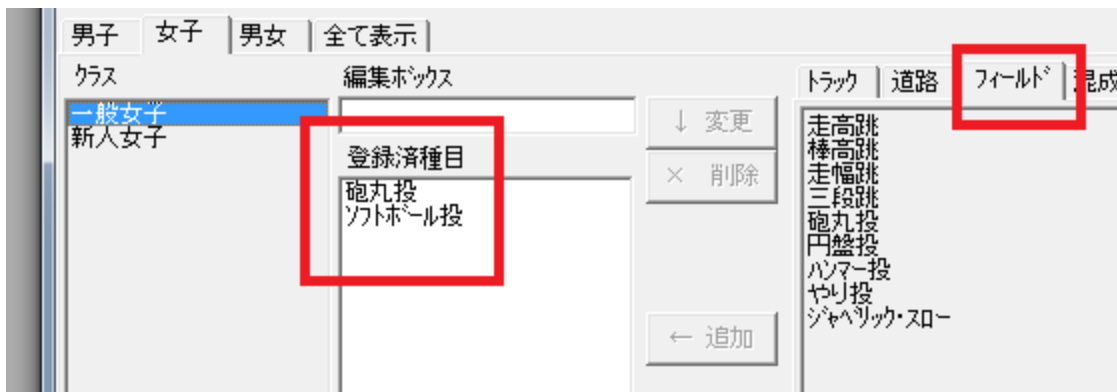 男子 女子 男女 全て表示
クラス
一般女子
新人女子
編集ボックス
登録済種目
砲丸投
ソフトボール投
↓ 変更
× 削除
← 追加
トラック 道路 フィールド 混成
走高跳
棒高跳
走幅跳
三段跳
砲丸投
円盤投
ハンマー投
やり投
ジャベリック・スロー